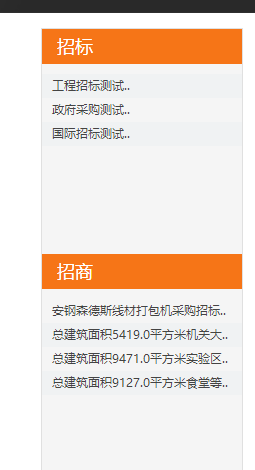 招标
工程招标测试..
政府采购测试..
国际招标测试..
招商
安钢森德斯线材打包机采购招标..
总建筑面积5419.0平方米机关大..
总建筑面积9471.0平方米实验区..
总建筑面积9127.0平方米食堂等..